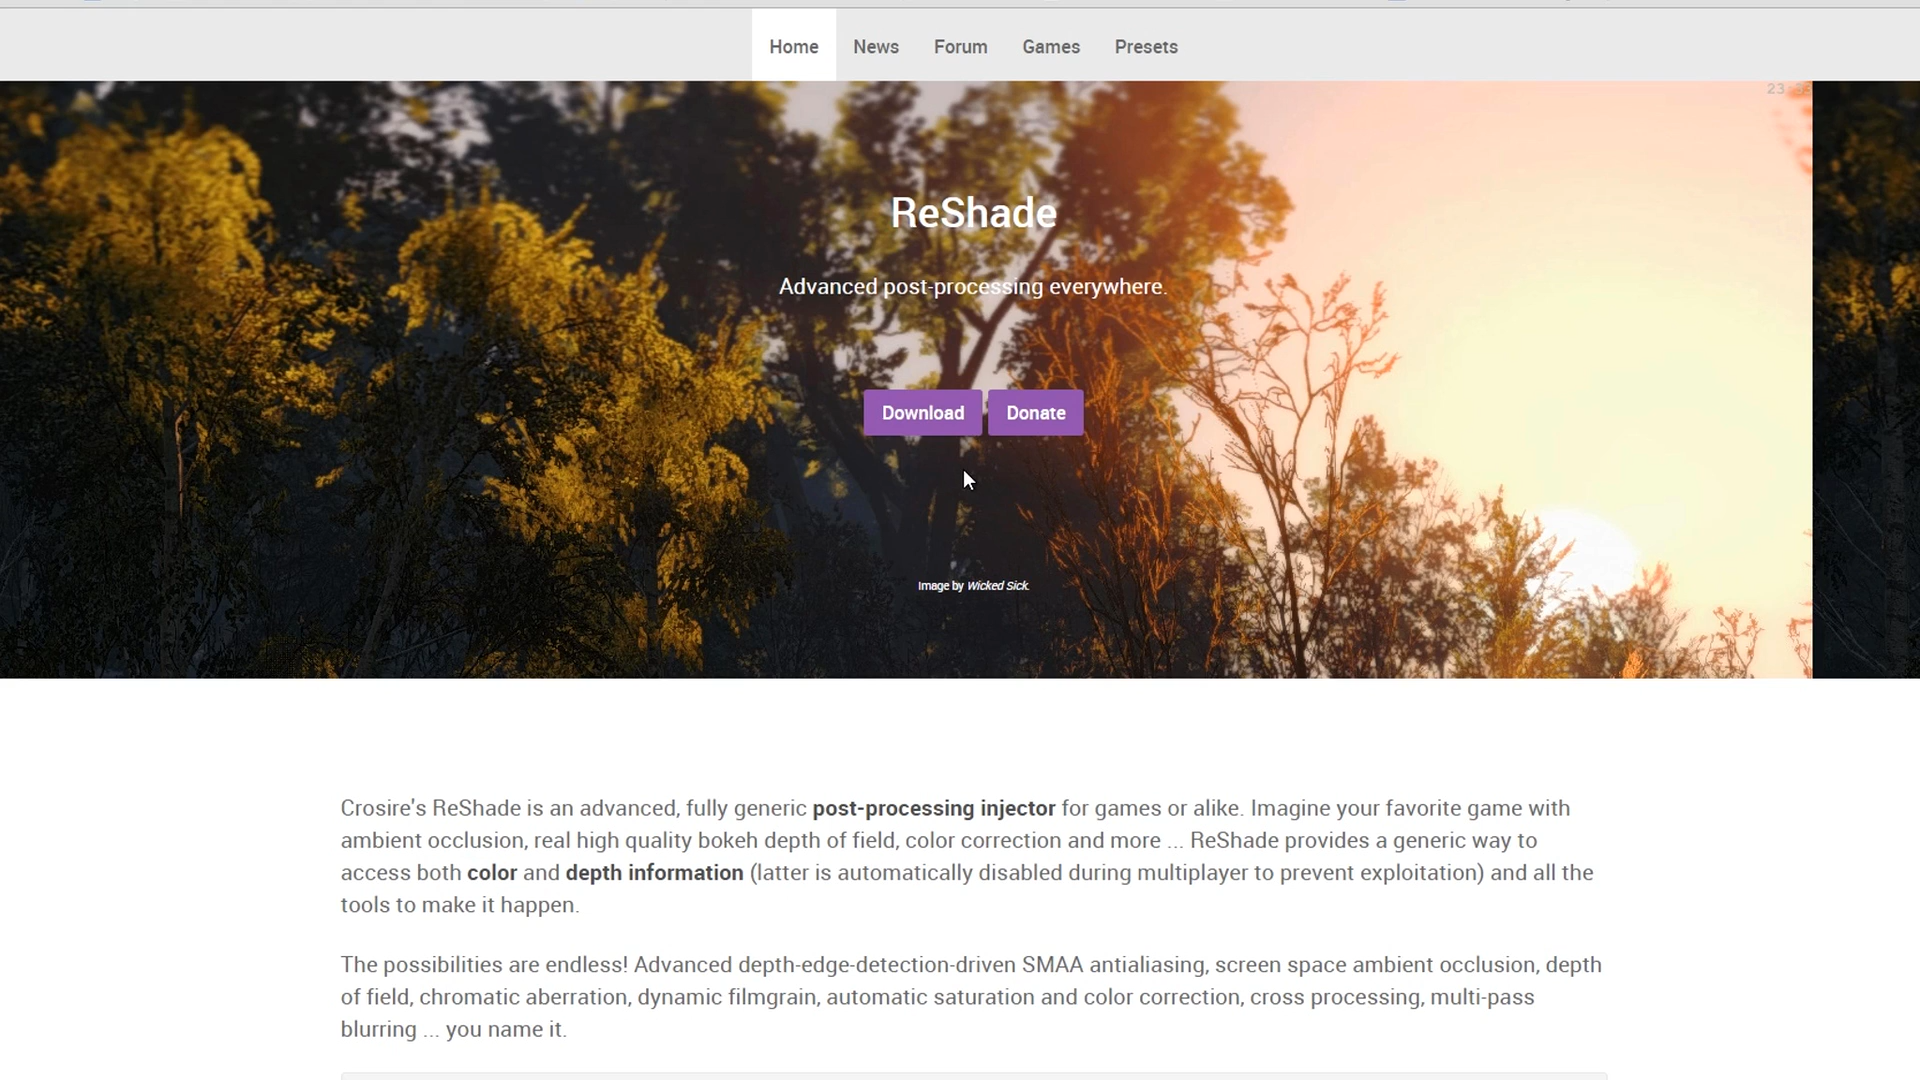 Home News Forum Games Presets
ReShade
Advanced post-processing everywhere.
Download Donate
Image by Wicked Sick.
Crosire's ReShade is an advanced, fully generic post-processing injector for games or alike. Imagine your favorite game with
ambient occlusion, real high quality bokeh depth of field, color correction and more ... ReShade provides a generic way to
access both color and depth information (latter is automatically disabled during multiplayer to prevent exploitation) and all the
tools to make it happen.
The possibilities are endless! Advanced depth-edge-detection-driven SMAA antialiasing, screen space ambient occlusion, depth
of field, chromatic aberration, dynamic filmgrain, automatic saturation and color correction, cross processing, multi-pass
blurring ... you name it.